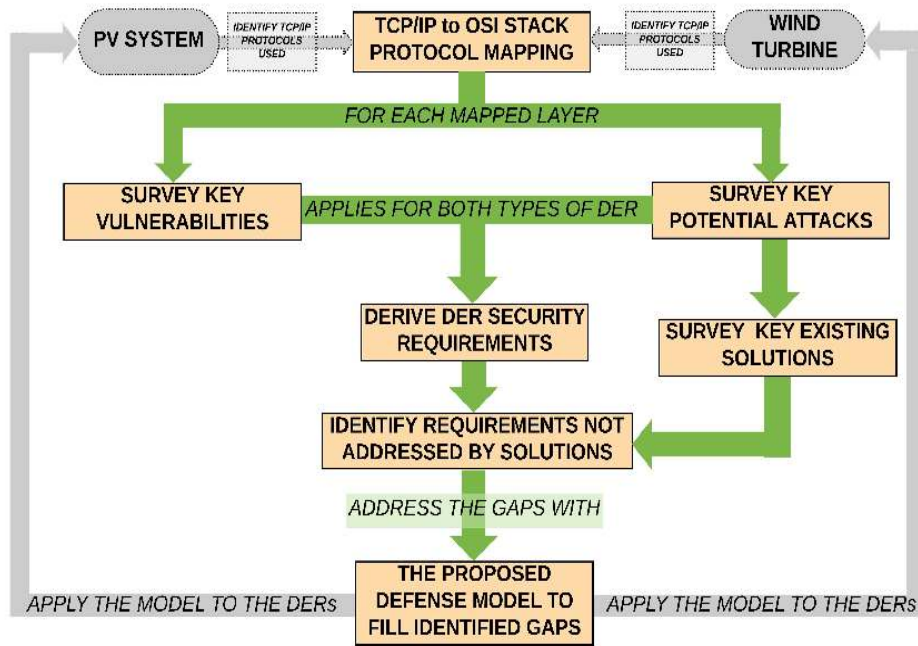 PV SYSTEM
IDENTIFY TCP/IP
PROTOCOLS
USED
TCP/IP to OSI STACK
PROTOCOL MAPPING
IDENTIFY TCP/IP
PROTOCOLS
USED
WIND
TURBINE
FOR EACH MAPPED LAYER
SURVEY KEY
VULNERABILITIES
APPLIES FOR BOTH TYPES OF DER
SURVEY KEY
POTENTIAL ATTACKS
DERIVE DER SECURITY
REQUIREMENTS
SURVEY KEY EXISTING
SOLUTIONS
IDENTIFY REQUIREMENTS NOT
ADDRESSED BY SOLUTIONS
ADDRESS THE GAPS WITH
APPLY THE MODEL TO THE DERs
THE PROPOSED
DEFENSE MODEL TO
FILL IDENTIFIED GAPS
APPLY THE MODEL TO THE DERs